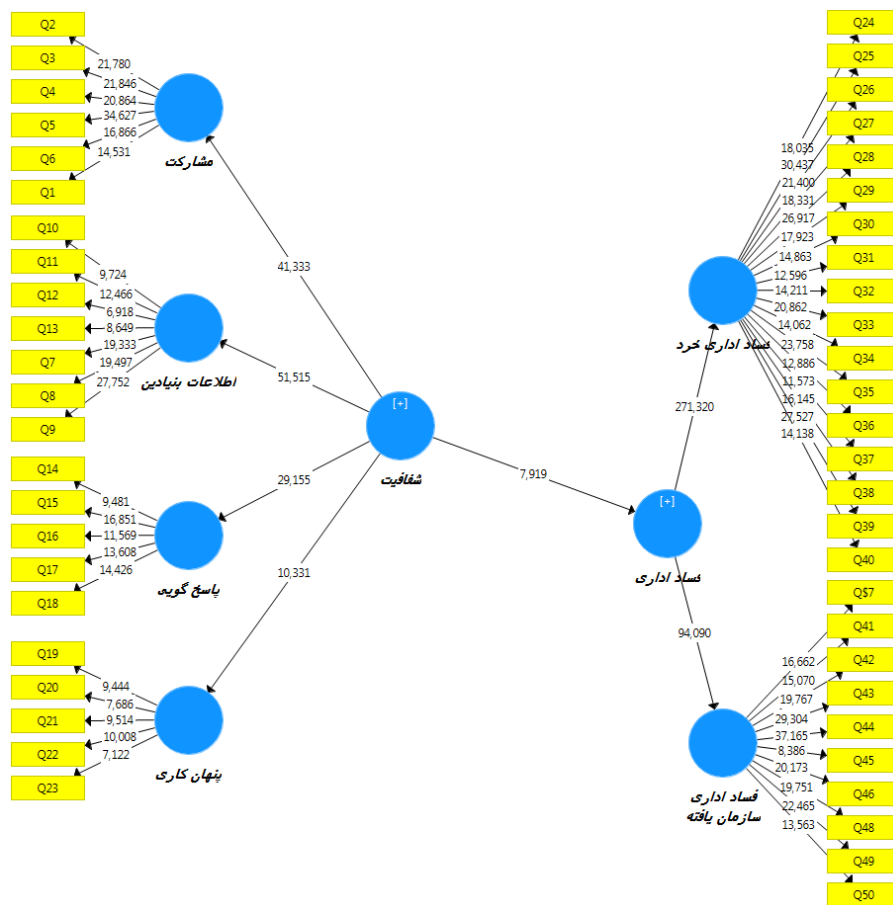 Q2
Q3
Q4
Q5
Q6
Q1
21,780
21,846
20,864
34,627
16,866
14,531
مشارکت
Q10
Q11
Q12
Q13
Q7
Q8
Q9
9,724
12,466
6,918
8,649
19,333
19,497
27,752
اطلاعات بنیادین
Q14
Q15
Q16
Q17
Q18
9,481
16,851
11,569
13,608
14,426
پاسخ گویی
Q19
Q20
Q21
Q22
Q23
9,444
7,686
9,514
10,008
7,122
پنهان کاری
41,333
51,515
29,155
10,331
[+]
شفافیت
7,919
[+]
فساد اداری
271,320
94,090
فساد اداری خرد
18,035
30,437
21,400
18,331
26,917
17,923
14,863
12,596
14,211
20,862
14,062
23,758
12,886
11,573
16,145
27,527
14,138
Q24
Q25
Q26
Q27
Q28
Q29
Q30
Q31
Q32
Q33
Q34
Q35
Q36
Q37
Q38
Q39
Q40
فساد اداری
سازمان یافته
16,662
15,070
19,767
29,304
37,165
8,386
20,173
19,751
22,465
13,563
Q$7
Q41
Q42
Q43
Q44
Q45
Q46
Q48
Q49
Q50